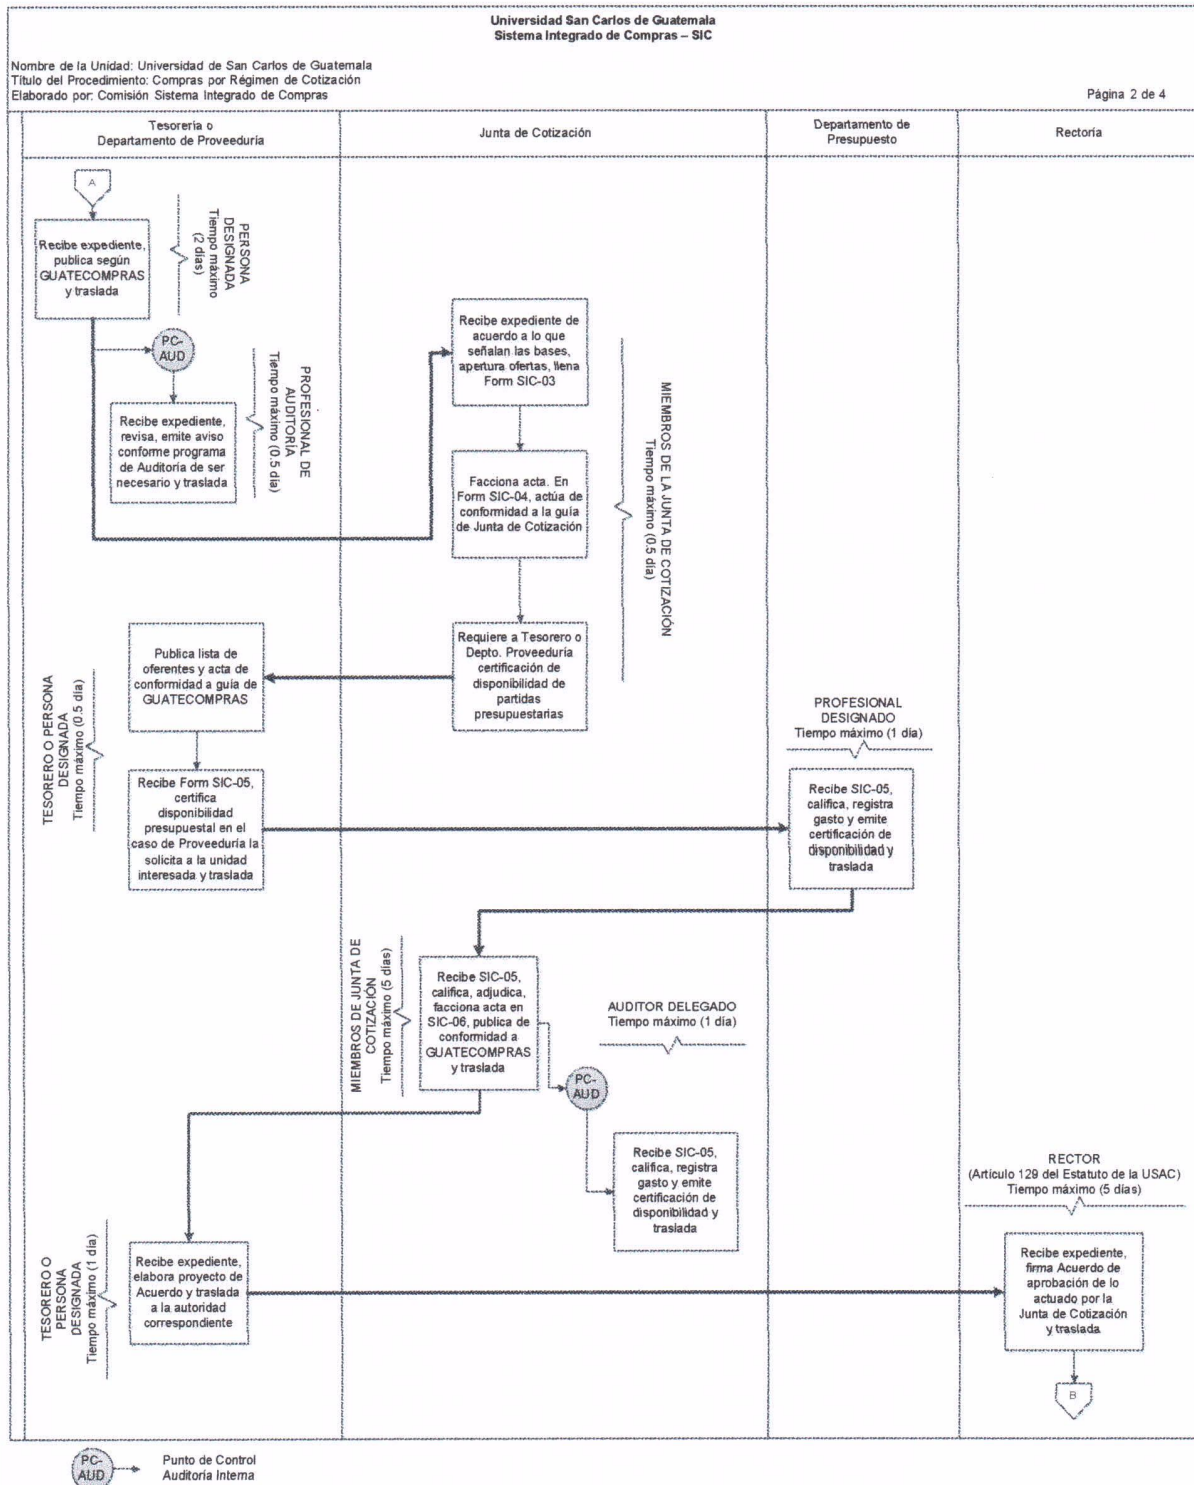 Universidad San Carlos de Guatemala
Sistema Integrado de Compras – SIC
Nombre de la Unidad: Universidad de San Carlos de Guatemala
Título del Procedimiento: Compras por Régimen de Cotización
Elaborado por: Comisión Sistema Integrado de Compras
Página 2 de 4
Tesorería o
Departamento de Proveeduría
Junta de Cotización
Departamento de
Presupuesto
Rectoría
A
Recibe expediente,
publica según
GUATECOMPRAS
y traslada
PERSONA
DESIGNADA
Tiempo máximo
(2 días)
PC-
AUD
Recibe expediente,
revisa, emite aviso
conforme programa
de Auditoría de ser
necesario y traslada
PROFESIONAL DE
AUDITORÍA
Tiempo máximo (0.5 día)
Recibe expediente de
acuerdo a lo que
señalan las bases,
apertura ofertas, llena
Form SIC-03
Facciona acta. En
Form SIC-04, actúa de
conformidad a la guía
de Junta de Cotización
Requiere a Tesorero o
Depto. Proveeduría
certificación de
disponibilidad de
partidas
presupuestarias
MIEMBROS DE LA JUNTA DE COTIZACIÓN
Tiempo máximo (0.5 día)
Publica lista de
oferentes y acta de
conformidad a guía de
GUATECOMPRAS
TESORERO O PERSONA
DESIGNADA
Tiempo máximo (0.5 día)
Recibe Form SIC-05,
certifica
disponibilidad
presupuestal en el
caso de Proveeduría la
solicita a la unidad
interesada y traslada
PROFESIONAL
DESIGNADO
Tiempo máximo (1 día)
Recibe SIC-05,
califica, registra
gasto y emite
certificación de
disponibilidad y
traslada
MIEMBROS DE JUNTA DE
COTIZACIÓN
Tiempo máximo (5 días)
Recibe SIC-05,
califica, adjudica,
facciona acta en
SIC-06, publica de
conformidad a
GUATECOMPRAS
y traslada
AUDITOR DELEGADO
Tiempo máximo (1 día)
PC-
AUD
Recibe SIC-05,
califica, registra
gasto y emite
certificación de
disponibilidad y
traslada
TESORERO O
PERSONA
DESIGNADA
Tiempo máximo (1 día)
Recibe expediente,
elabora proyecto de
Acuerdo y traslada
a la autoridad
correspondiente
RECTOR
(Artículo 129 del Estatuto de la USAC)
Tiempo máximo (5 días)
Recibe expediente,
firma Acuerdo de
aprobación de lo
actuado por la
Junta de Cotización
y traslada
B
PC-
AUD
Punto de Control
Auditoría Interna